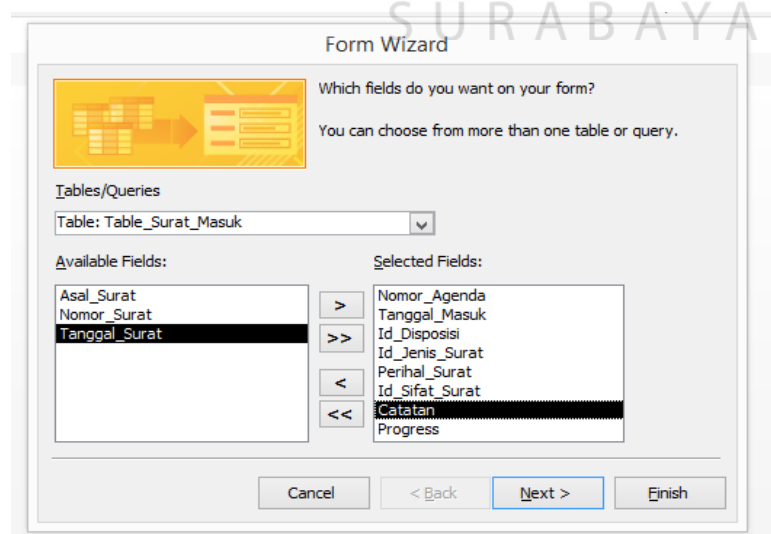 SURABAYA
Form Wizard
Which fields do you want on your form?
You can choose from more than one table or query.
Tables/Queries
Table: Table_Surat_Masuk
Available Fields:
Selected Fields:
Asal_Surat
Nomor_Surat
Tanggal_Surat
>
>>
<
<<
Nomor_Agenda
Tanggal_Masuk
Id_Disposisi
Id_Jenis_Surat
Perihal_Surat
Id_Sifat_Surat
Catatan
Progress
Cancel
< Back
Next >
Finish